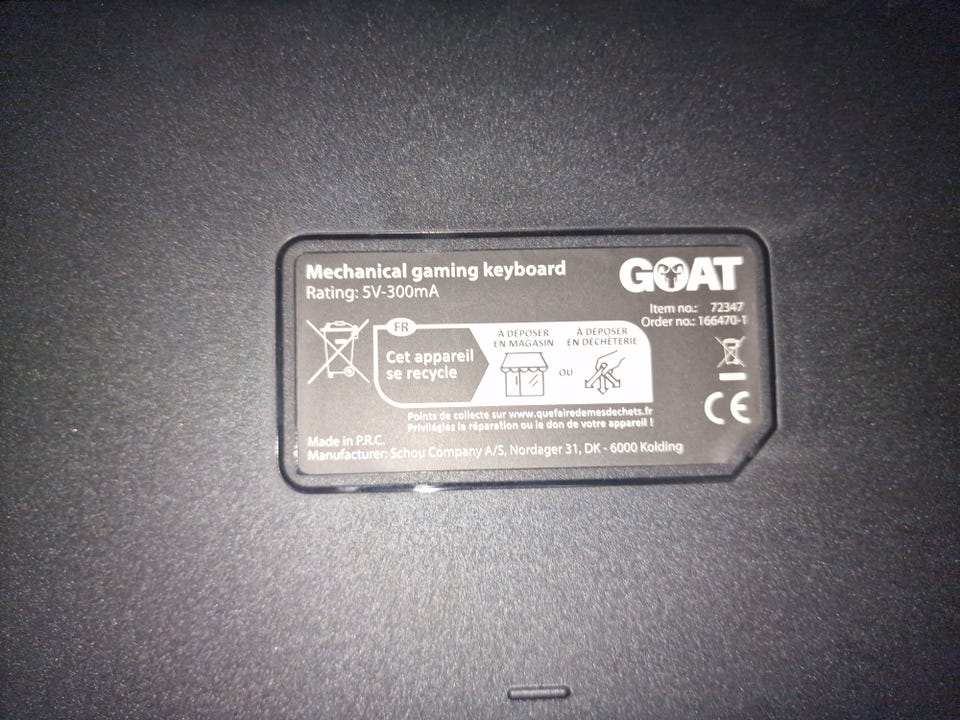 Mechanical gaming keyboard
Rating: 5V-300mA
GOAT
Item no.: 72347
Order no.: 166470-1
FR
Cet appareil
se recycle
À DÉPOSER
EN MAGASIN
OU
À DÉPOSER
EN DÉCHÈTERIE
Points de collecte sur www.quefairedemesdechets.fr
Privilégiez la réparation ou le don de votre appareil !
CE
Made in P.R.C.
Manufacturer: Schou Company A/S, Nordager 31, DK - 6000 Kolding